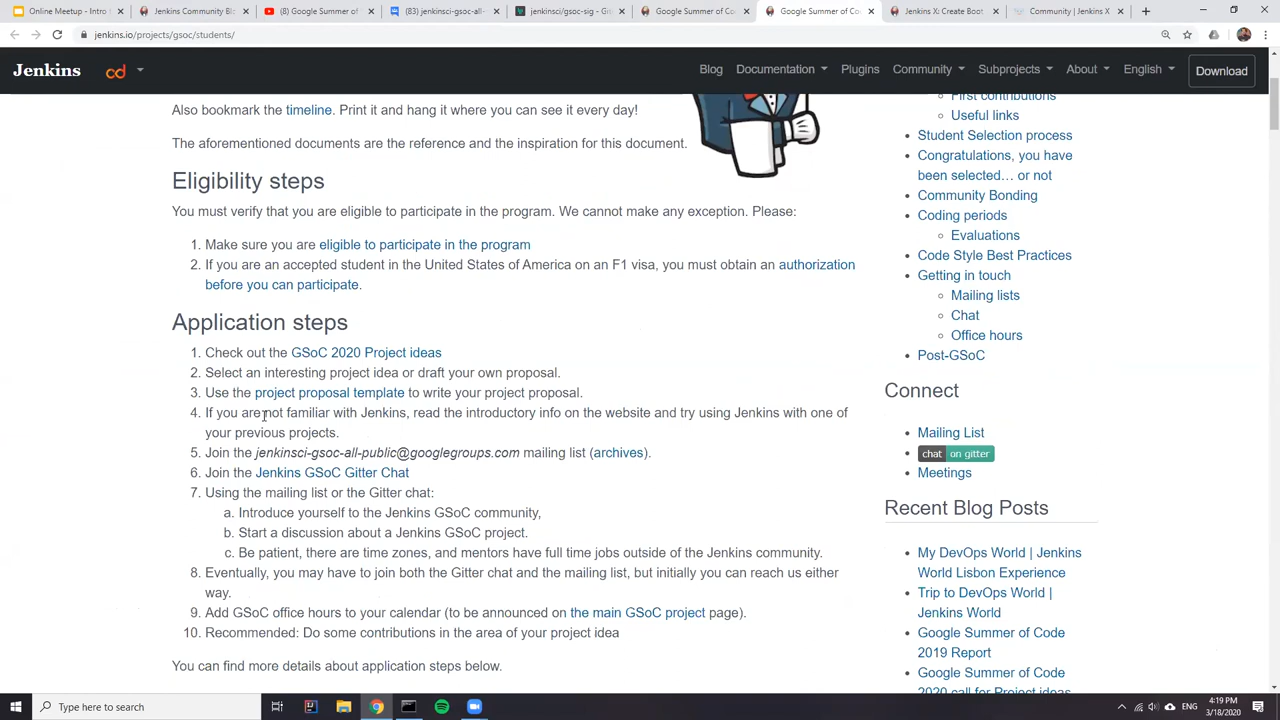 Online Meetup - Intro
Jenkins Community Bl
(8) Google Summer of
(83) jenkinsci-gsoc-all-
jenkinsci/gsoc-sig - Gitt
Google Summer of Co
Google Summer of Co
Jenkins X: Create Boot
Community | Jenkins X
jenkins.io/projects/gsoc/students/
Jenkins
cd
Blog
Documentation
Plugins
Community
Subprojects
About
English
Download
Also bookmark the timeline. Print it and hang it where you can see it every day!
The aforementioned documents are the reference and the inspiration for this document.
Eligibility steps
You must verify that you are eligible to participate in the program. We cannot make any exception. Please:
1. Make sure you are eligible to participate in the program
2. If you are an accepted student in the United States of America on an F1 visa, you must obtain an authorization
before you can participate.
Application steps
1. Check out the GSoC 2020 Project ideas
2. Select an interesting project idea or draft your own proposal.
3. Use the project proposal template to write your project proposal.
4. If you are not familiar with Jenkins, read the introductory info on the website and try using Jenkins with one of
your previous projects.
5. Join the jenkinsci-gsoc-all-public@googlegroups.com mailing list (archives).
6. Join the Jenkins GSoC Gitter Chat
7. Using the mailing list or the Gitter chat:
a. Introduce yourself to the Jenkins GSoC community,
b. Start a discussion about a Jenkins GSoC project.
c. Be patient, there are time zones, and mentors have full time jobs outside of the Jenkins community.
8. Eventually, you may have to join both the Gitter chat and the mailing list, but initially you can reach us either
way.
9. Add GSoC office hours to your calendar (to be announced on the main GSoC project page).
10. Recommended: Do some contributions in the area of your project idea
You can find more details about application steps below.
First contributions
Useful links
Student Selection process
Congratulations, you have
been selected… or not
Community Bonding
Coding periods
Evaluations
Code Style Best Practices
Getting in touch
Mailing lists
Chat
Office hours
Post-GSoC
Connect
Mailing List
chat on gitter
Meetings
Recent Blog Posts
My DevOps World | Jenkins
World Lisbon Experience
Trip to DevOps World |
Jenkins World
Google Summer of Code
2019 Report
Google Summer of Code
2020 call for Project ideas
Type here to search
ENG
4:19 PM
3/18/2020